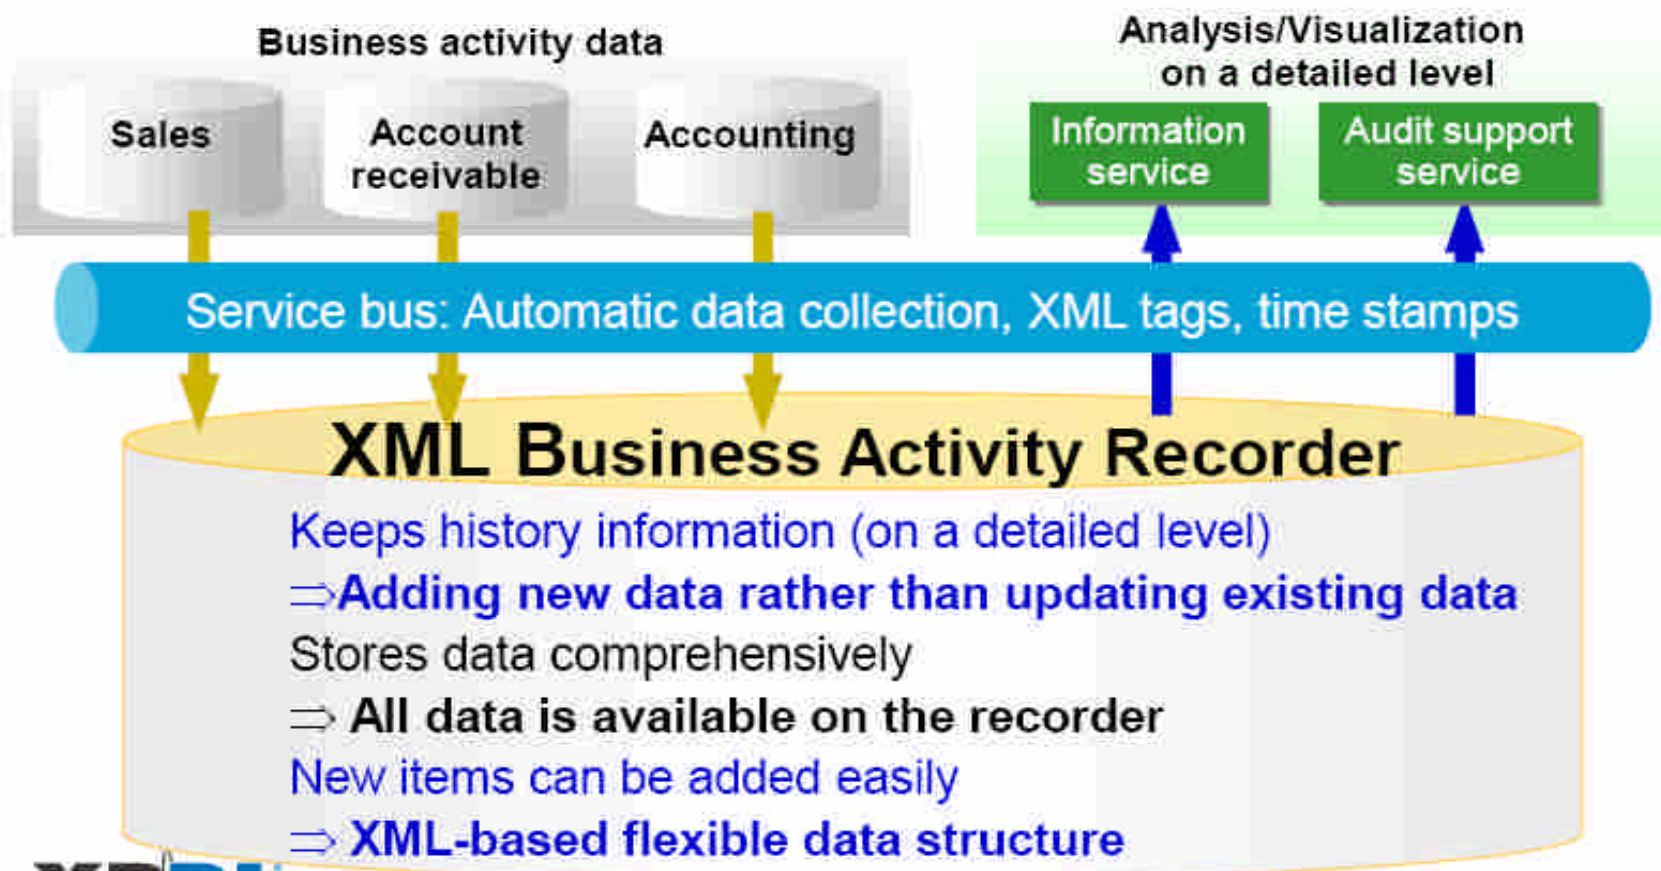 Business activity data
Sales
Account
receivable
Accounting
Analysis/Visualization
on a detailed level
Information
service
Audit support
service
Service bus: Automatic data collection, XML tags, time stamps
XML Business Activity Recorder
Keeps history information (on a detailed level)
⇒Adding new data rather than updating existing data
Stores data comprehensively
⇒ All data is available on the recorder
New items can be added easily
⇒ XML-based flexible data structure